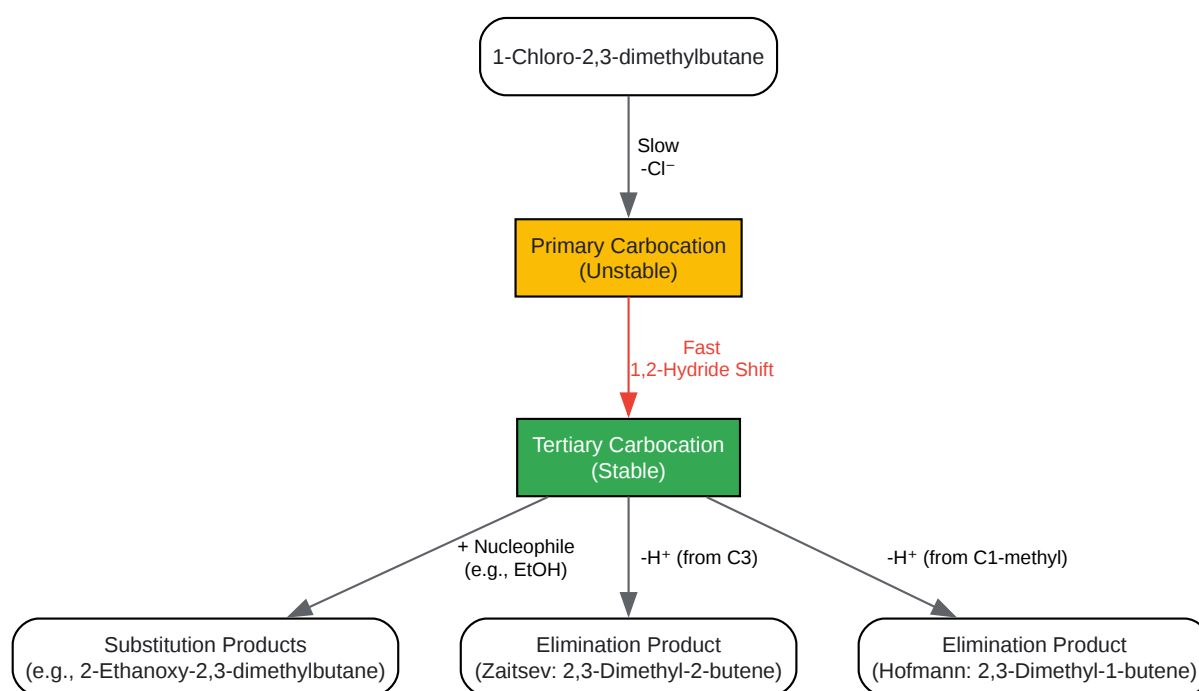 1-Chloro-2,3-dimethylbutane
Slow
-Cl⁻
Primary Carbocation
(Unstable)
Fast
1,2-Hydride Shift
Tertiary Carbocation
(Stable)
+ Nucleophile
(e.g., EtOH)
-H⁺ (from C3)
-H⁺ (from C1-methyl)
Substitution Products
(e.g., 2-Ethanoxy-2,3-dimethylbutane)
Elimination Product
(Zaitsev: 2,3-Dimethyl-2-butene)
Elimination Product
(Hofmann: 2,3-Dimethyl-1-butene)